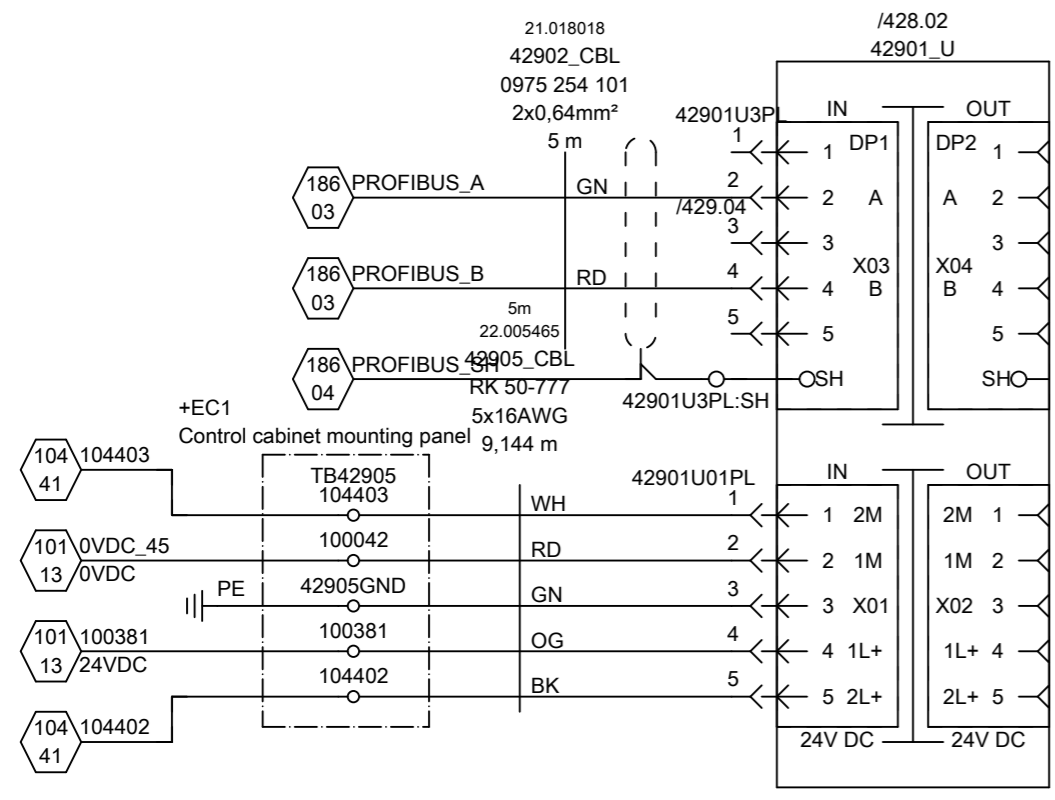 21.018018
42902_CBL
0975 254 101
2x0,64mm²
5 m
/428.02
42901_U
42901U3PL
IN
OUT
1
1
DP1
DP2
1
186
03
PROFIBUS_A
GN
2
2
A
A
2
/429.04
3
3
3
X03
X04
186
03
PROFIBUS_B
RD
4
4
B
B
4
5m
22.005465
5
5
5
186
04
PROFIBUS_SH
42905_CBL
RK 50-777
5x16AWG
9,144 m
42901U3PL:SH
SH
SH
+EC1
Control cabinet mounting panel
104
41
104403
TB42905
104403
WH
42901U01PL
IN
OUT
1
1
2M
2M
1
101
13
0VDC_45
0VDC
100042
RD
2
2
1M
1M
2
PE
42905GND
GN
3
3
X01
X02
3
101
13
100381
24VDC
100381
OG
4
4
1L+
1L+
4
104402
BK
5
5
2L+
2L+
5
104
41
104402
24V DC
24V DC